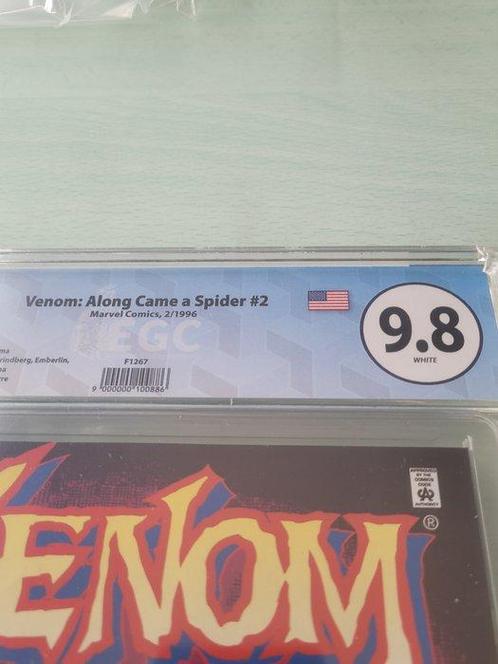 Venom: Along Came a Spider #2
Marvel Comics, 2/1996
EGC
F1267
9 000000 100886
rindberg, Emberlin,
9.8
WHITE
APPROVED
BY THE
COMICS
CODE
AUTHORITY
VENOM
®